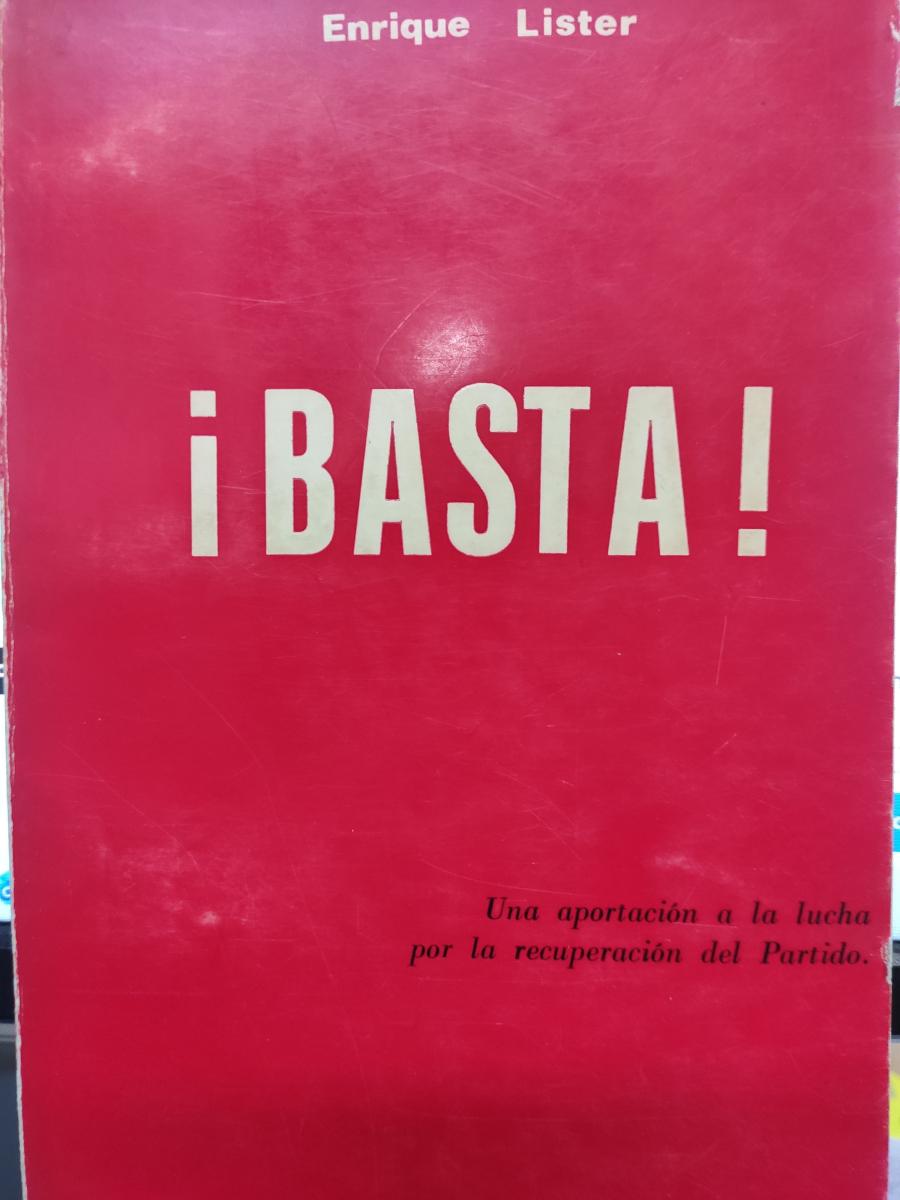 Enrique Lister
¡BASTA!
Una aportación a la lucha
por la recuperación del Partido.